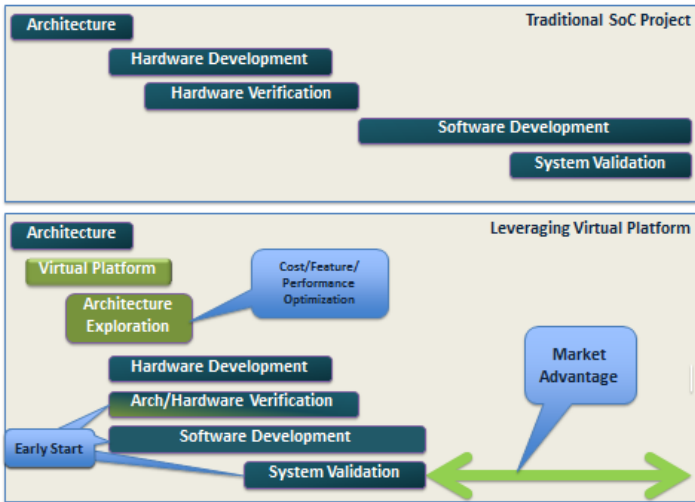 Traditional SoC Project
Architecture
Hardware Development
Hardware Verification
Software Development
System Validation
Leveraging Virtual Platform
Architecture
Virtual Platform
Architecture
Exploration
Cost/Feature/
Performance
Optimization
Hardware Development
Arch/Hardware Verification
Software Development
System Validation
Early Start
Market
Advantage